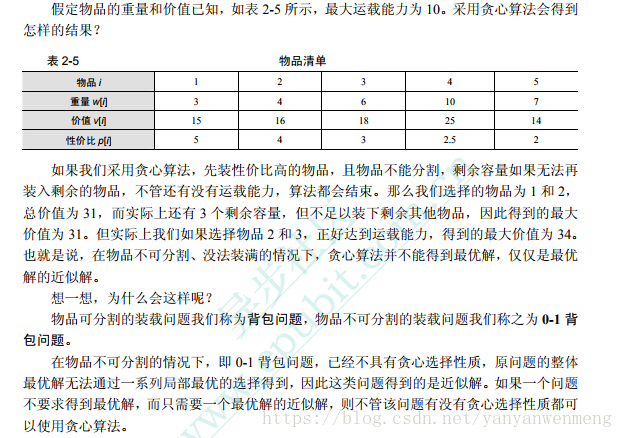 假定物品的重量和价值已知，如表 2-5 所示，最大运载能力为 10。采用贪心算法会得到
怎样的结果？
表 2-5 物品清单
物品 i 1 2 3 4 5
重量 w[i] 3 4 6 10 7
价值 v[i] 15 16 18 25 14
性价比 p[i] 5 4 3 2.5 2
如果我们采用贪心算法，先装性价比高的物品，且物品不能分割，剩余容量如果无法再
装入剩余的物品，不管还有没有运载能力，算法都会结束。那么我们选择的物品为 1 和 2，
总价值为 31，而实际上还有 3 个剩余容量，但不足以装下剩余其他物品，因此得到的最大
价值为 31。但实际上我们如果选择物品 2 和 3，正好达到运载能力，得到的最大价值为 34。
也就是说，在物品不可分割、没法装满的情况下，贪心算法并不能得到最优解，仅仅是最优
解的近似解。
想一想，为什么会这样呢？
物品可分割的装载问题我们称为背包问题，物品不可分割的装载问题我们称之为 0-1 背
包问题。
在物品不可分割的情况下，即 0-1 背包问题，已经不具有贪心选择性质，原问题的整体
最优解无法通过一系列局部最优的选择得到，因此这类问题得到的是近似解。如果一个问题
不要求得到最优解，而只需要一个最优解的近似解，则不管该问题有没有贪心选择性质都可
以使用贪心算法。
异步社区
www.epubit.com.cn
https://blog.csdn.net/yanyanwenmeng